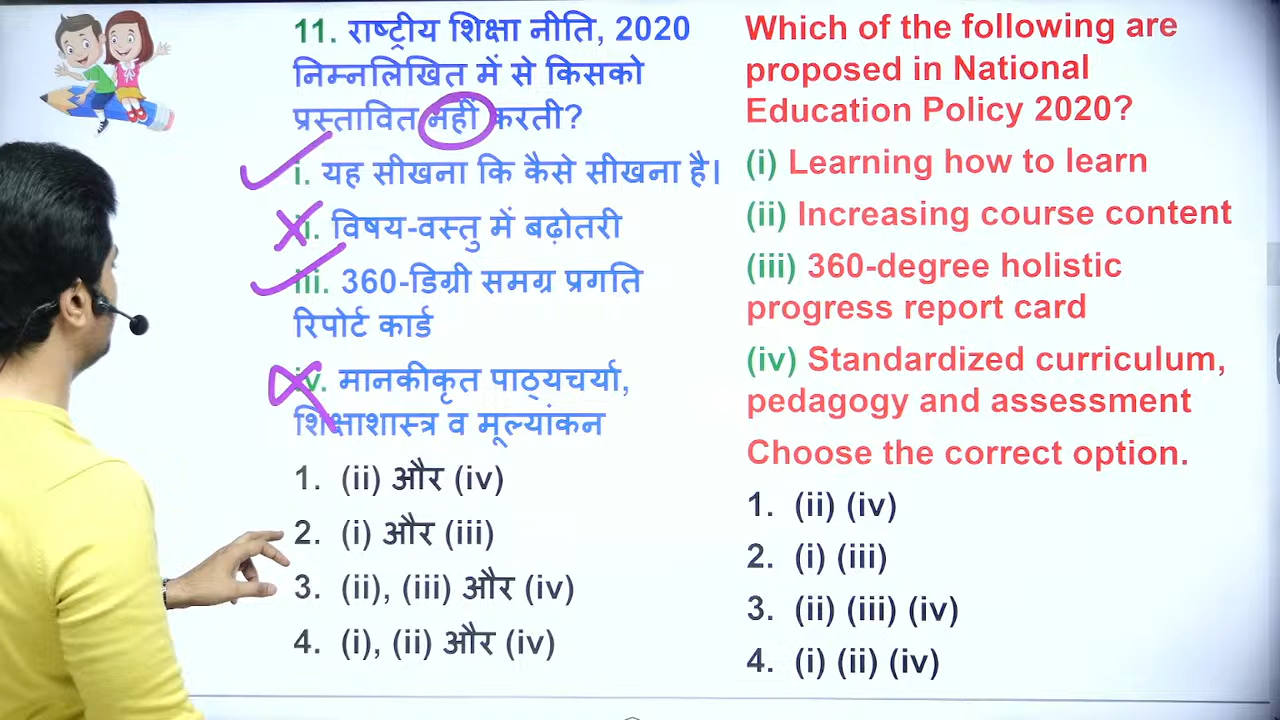 11. राष्ट्रीय शिक्षा नीति, 2020
निम्नलिखित में से किसको
प्रस्तावित नहीं करती?
i. यह सीखना कि कैसे सीखना है।
ii. विषय-वस्तु में बढ़ोतरी
iii. 360-डिग्री समग्र प्रगति
रिपोर्ट कार्ड
iv. मानकीकृत पाठ्यचर्या,
शिक्षाशास्त्र व मूल्यांकन
1. (ii) और (iv)
2. (i) और (iii)
3. (ii), (iii) और (iv)
4. (i), (ii) और (iv)
Which of the following are
proposed in National
Education Policy 2020?
(i) Learning how to learn
(ii) Increasing course content
(iii) 360-degree holistic
progress report card
(iv) Standardized curriculum,
pedagogy and assessment
Choose the correct option.
1. (ii) (iv)
2. (i) (iii)
3. (ii) (iii) (iv)
4. (i) (ii) (iv)